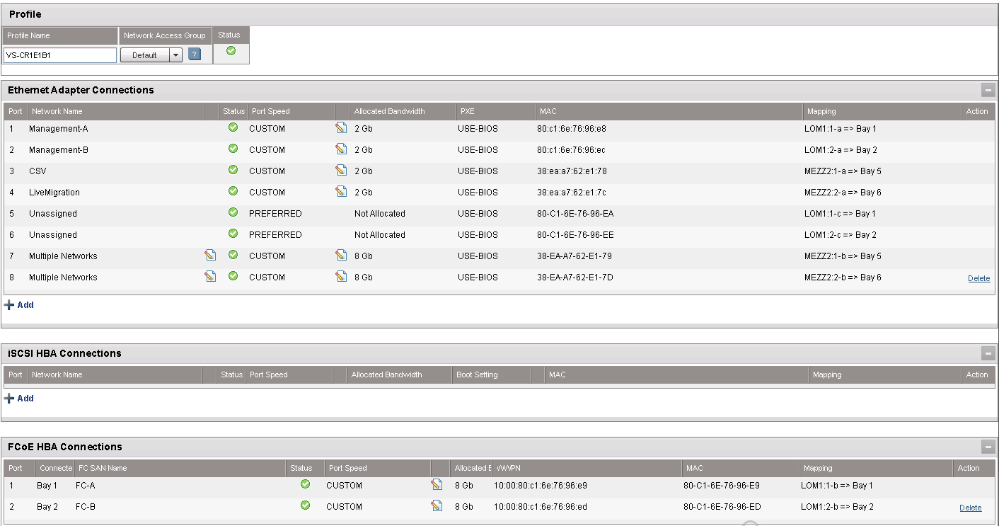 Profile
Profile Name Network Access Group Status
VS-CR1E1B1 Default ?
Ethernet Adapter Connections
Port Network Name Status Port Speed Allocated Bandwidth PXE MAC Mapping Action
1 Management-A CUSTOM 2 Gb USE-BIOS 80:c1:6e:76:96:e8 LOM1:1-a => Bay 1
2 Management-B CUSTOM 2 Gb USE-BIOS 80:c1:6e:76:96:ec LOM1:2-a => Bay 2
3 CSV CUSTOM 2 Gb USE-BIOS 38:ea:a7:62:e1:78 MEZZ2:1-a => Bay 5
4 LiveMigration CUSTOM 2 Gb USE-BIOS 38:ea:a7:62:e1:7c MEZZ2:2-a => Bay 6
5 Unassigned PREFERRED Not Allocated USE-BIOS 80-C1-6E-76-96-EA LOM1:1-c => Bay 1
6 Unassigned PREFERRED Not Allocated USE-BIOS 80-C1-6E-76-96-EE LOM1:2-c => Bay 2
7 Multiple Networks CUSTOM 8 Gb USE-BIOS 38-EA-A7-62-E1-79 MEZZ2:1-b => Bay 5
8 Multiple Networks CUSTOM 8 Gb USE-BIOS 38-EA-A7-62-E1-7D MEZZ2:2-b => Bay 6 Delete
Add
iSCSI HBA Connections
Port Network Name Status Port Speed Allocated Bandwidth Boot Setting MAC Mapping Action
Add
FCoE HBA Connections
Port Connecte FC SAN Name Status Port Speed Allocated E WWPN MAC Mapping Action
1 Bay 1 FC-A CUSTOM 8 Gb 10:00:80:c1:6e:76:96:e9 80-C1-6E-76-96-E9 LOM1:1-b => Bay 1
2 Bay 2 FC-B CUSTOM 8 Gb 10:00:80:c1:6e:76:96:ed 80-C1-6E-76-96-ED LOM1:2-b => Bay 2 Delete